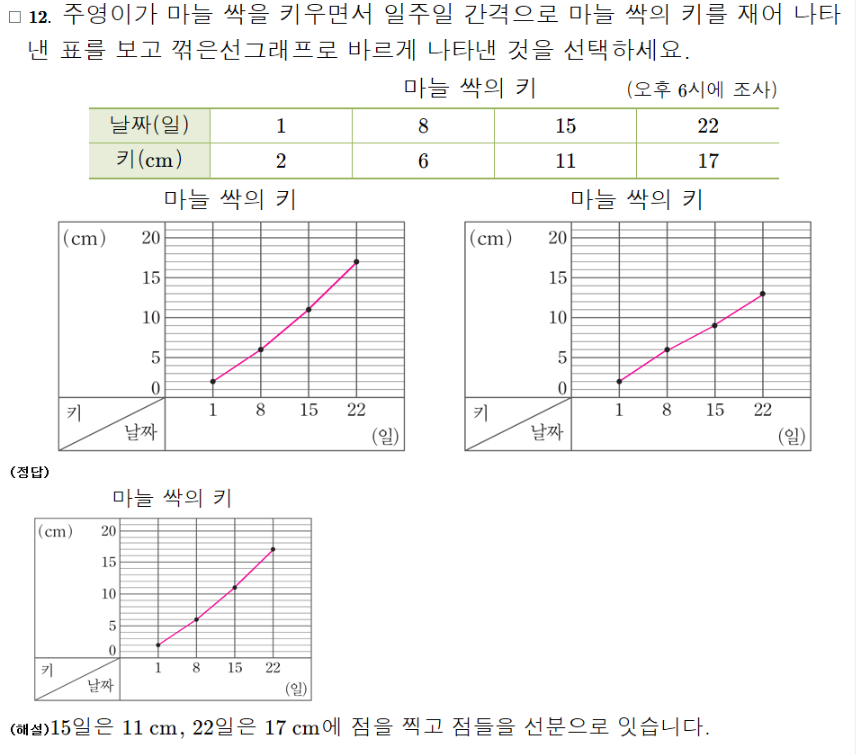 □ 12. 주영이가 마늘 싹을 키우면서 일주일 간격으로 마늘 싹의 키를 재어 나타
낸 표를 보고 꺾은선그래프로 바르게 나타낸 것을 선택하세요.
마늘 싹의 키 (오후 6시에 조사)
날짜(일) 1 8 15 22
키(cm) 2 6 11 17
마늘 싹의 키
(cm) 20
15
10
5
0
키 날짜 1 8 15 22 (일)
마늘 싹의 키
(cm) 20
15
10
5
0
키 날짜 1 8 15 22 (일)
(정답)
마늘 싹의 키
(cm) 20
15
10
5
0
키 날짜 1 8 15 22 (일)
(해설)15일은 11 cm, 22일은 17 cm에 점을 찍고 점들을 선분으로 잇습니다.